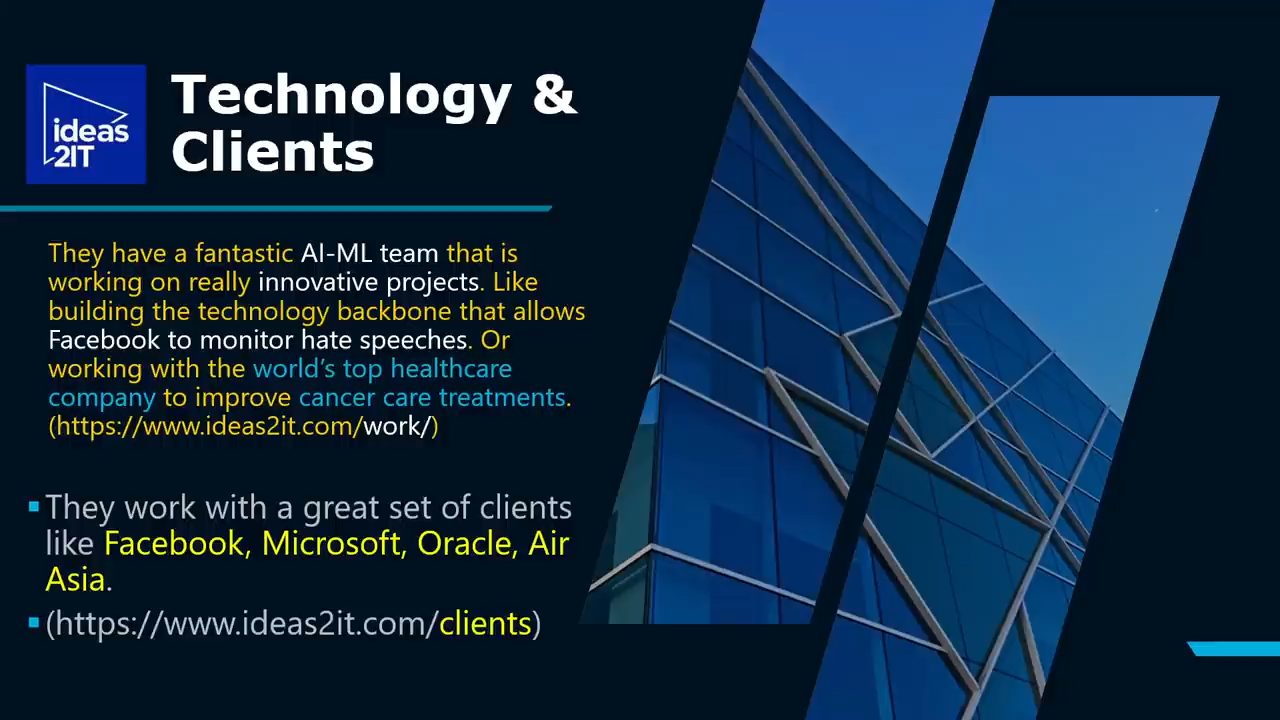 ideas
2IT
Technology &
Clients
They have a fantastic AI-ML team that is
working on really innovative projects. Like
building the technology backbone that allows
Facebook to monitor hate speeches. Or
working with the world’s top healthcare
company to improve cancer care treatments.
(https://www.ideas2it.com/work/)
They work with a great set of clients
like Facebook, Microsoft, Oracle, Air
Asia.
(https://www.ideas2it.com/clients)